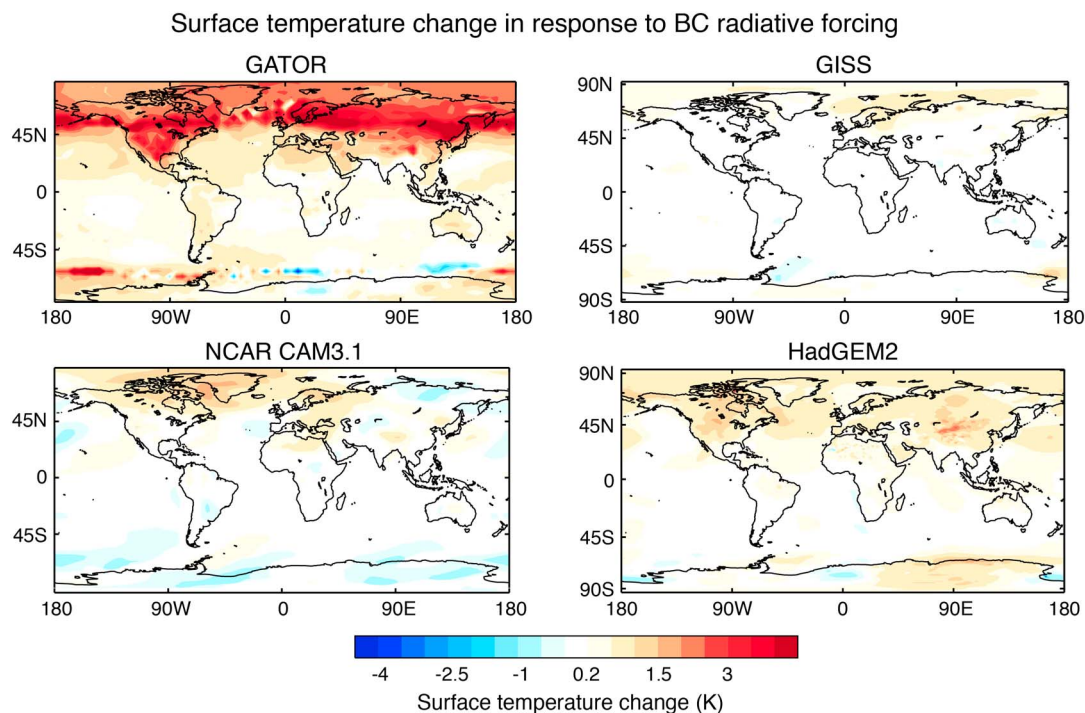 Surface temperature change in response to BC radiative forcing
GATOR
45N
0
45S
180 90W 0 90E 180
GISS
90N
45N
0
45S
90S
180 90W 0 90E 180
NCAR CAM3.1
45N
0
45S
180 90W 0 90E 180
HadGEM2
90N
45N
0
45S
90S
180 90W 0 90E 180
-4 -2.5 -1 0.2 1.5 3
Surface temperature change (K)